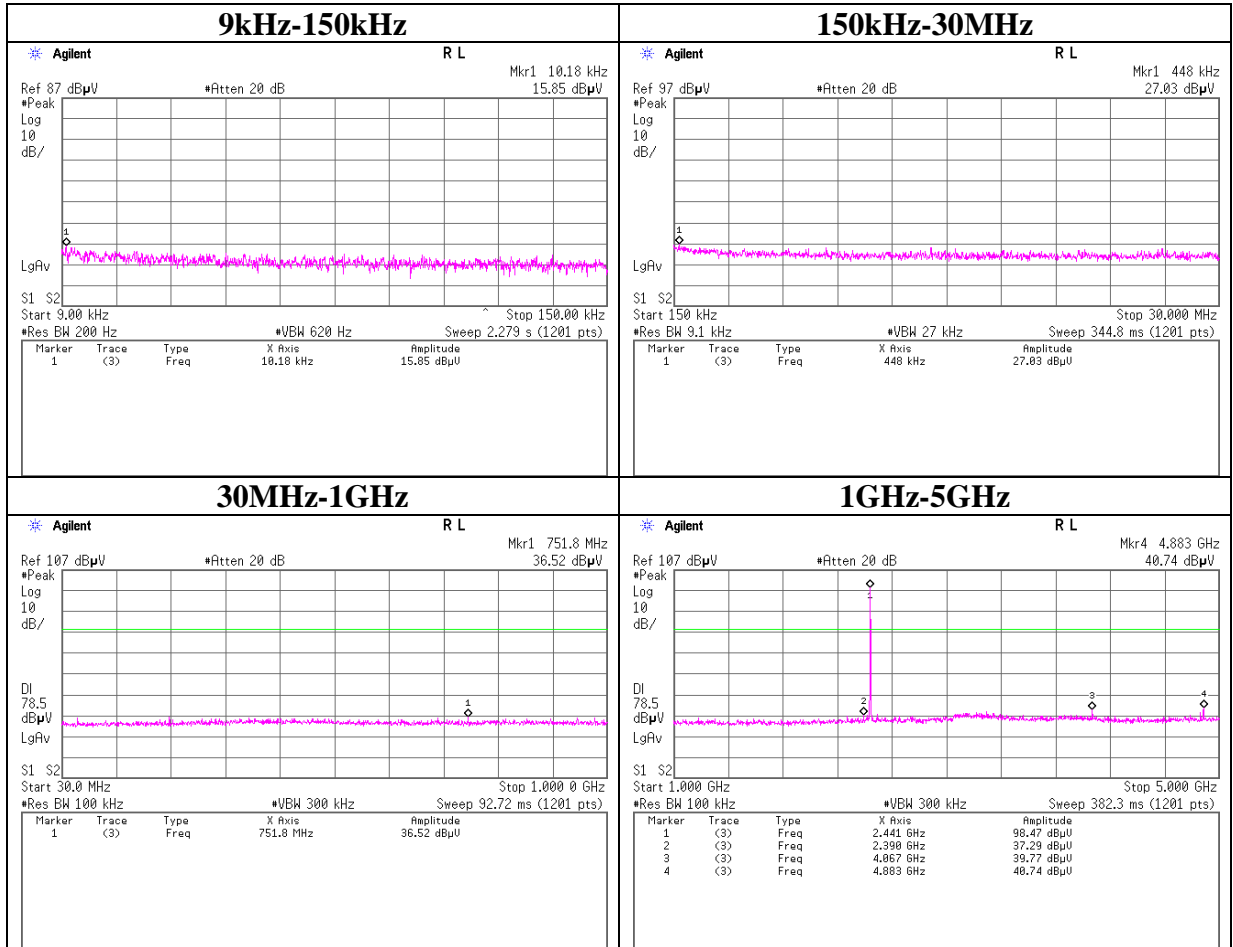 9kHz-150kHz
Agilent R L
Mkr1 10.18 kHz
Ref 87 dBµV #Atten 20 dB 15.85 dBµV
#Peak
Log
10
dB/
1
LgAv
S1 S2
Start 9.00 kHz ^ Stop 150.00 kHz
#Res BW 200 Hz #VBW 620 Hz Sweep 2.279 s (1201 pts)
Marker Trace Type X Axis Amplitude
1 (3) Freq 10.18 kHz 15.85 dBµV
150kHz-30MHz
Agilent R L
Mkr1 448 kHz
Ref 97 dBµV #Atten 20 dB 27.03 dBµV
#Peak
Log
10
dB/
1
LgAv
S1 S2
Start 150 kHz Stop 30.000 MHz
#Res BW 9.1 kHz #VBW 27 kHz Sweep 344.8 ms (1201 pts)
Marker Trace Type X Axis Amplitude
1 (3) Freq 448 kHz 27.03 dBµV
30MHz-1GHz
Agilent R L
Mkr1 751.8 MHz
Ref 107 dBµV #Atten 20 dB 36.52 dBµV
#Peak
Log
10
dB/
DI
78.5
dBµV
1
LgAv
S1 S2
Start 30.0 MHz Stop 1.000 0 GHz
#Res BW 100 kHz #VBW 300 kHz Sweep 92.72 ms (1201 pts)
Marker Trace Type X Axis Amplitude
1 (3) Freq 751.8 MHz 36.52 dBµV
1GHz-5GHz
Agilent R L
Mkr4 4.883 GHz
Ref 107 dBµV #Atten 20 dB 40.74 dBµV
#Peak
Log
10
dB/
1
DI
78.5
dBµV
2 3 4
LgAv
S1 S2
Start 1.000 GHz Stop 5.000 GHz
#Res BW 100 kHz #VBW 300 kHz Sweep 382.3 ms (1201 pts)
Marker Trace Type X Axis Amplitude
1 (3) Freq 2.441 GHz 98.47 dBµV
2 (3) Freq 2.390 GHz 37.29 dBµV
3 (3) Freq 4.067 GHz 39.77 dBµV
4 (3) Freq 4.883 GHz 40.74 dBµV